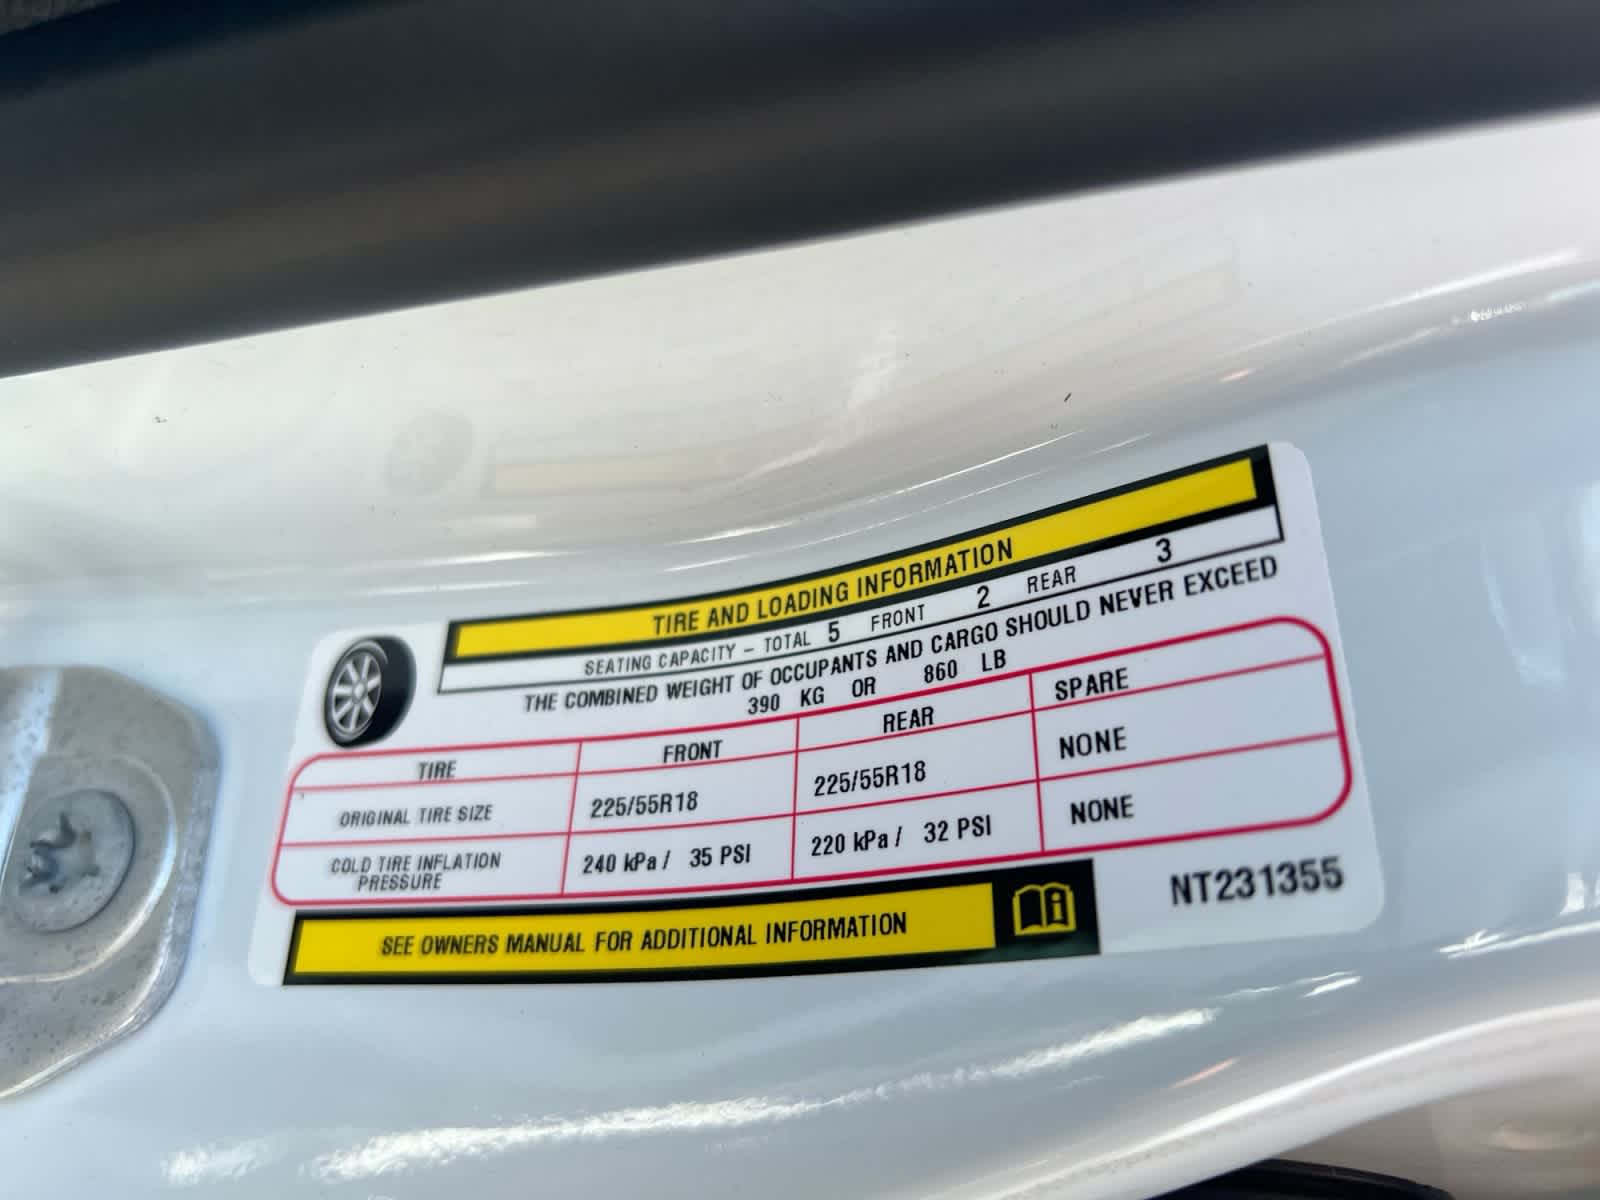 TIRE AND LOADING INFORMATION
SEATING CAPACITY – TOTAL 5 FRONT 2 REAR 3
THE COMBINED WEIGHT OF OCCUPANTS AND CARGO SHOULD NEVER EXCEED
390 KG OR 860 LB
TIRE FRONT REAR SPARE
ORIGINAL TIRE SIZE 225/55R18 225/55R18 NONE
COLD TIRE INFLATION
PRESSURE 240 kPa / 35 PSI 220 kPa / 32 PSI NONE
SEE OWNERS MANUAL FOR ADDITIONAL INFORMATION
NT231355